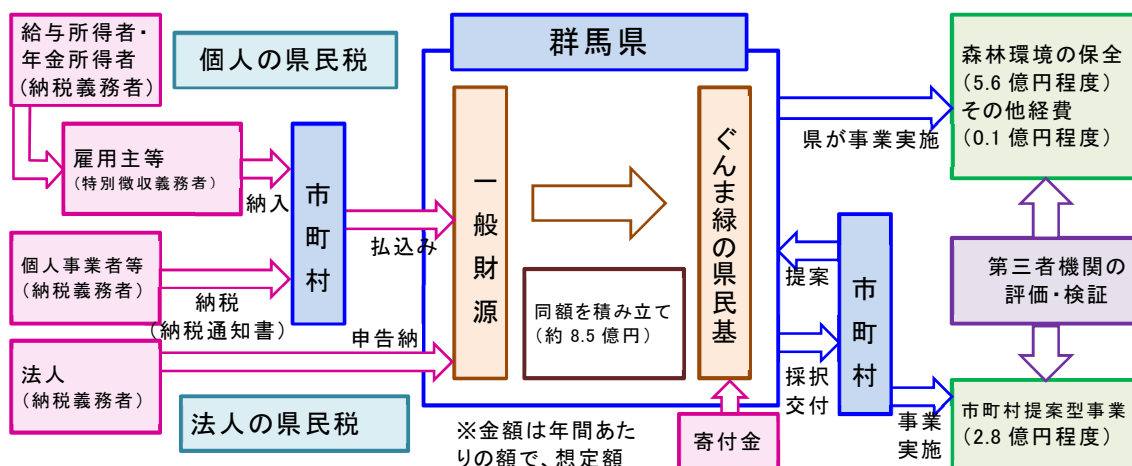 給与所得者・
年金所得者
(納税義務者)
個人の県民税
群馬県
雇用主等
(特別徴収義務者)
納入
市町村
払込み
個人事業者等
(納税義務者)
納税
(納税通知書)
申告納
法人
(納税義務者)
法人の県民税
一般財源
同額を積み立て
(約 8.5 億円)
ぐんま緑の県民基
※金額は年間あた
りの額で、想定額
寄付金
県が事業実施
提案
採択
交付
市町村
事業
実施
森林環境の保全
(5.6 億円程度)
その他経費
(0.1 億円程度)
第三者機関の
評価・検証
市町村提案型事業
(2.8 億円程度)